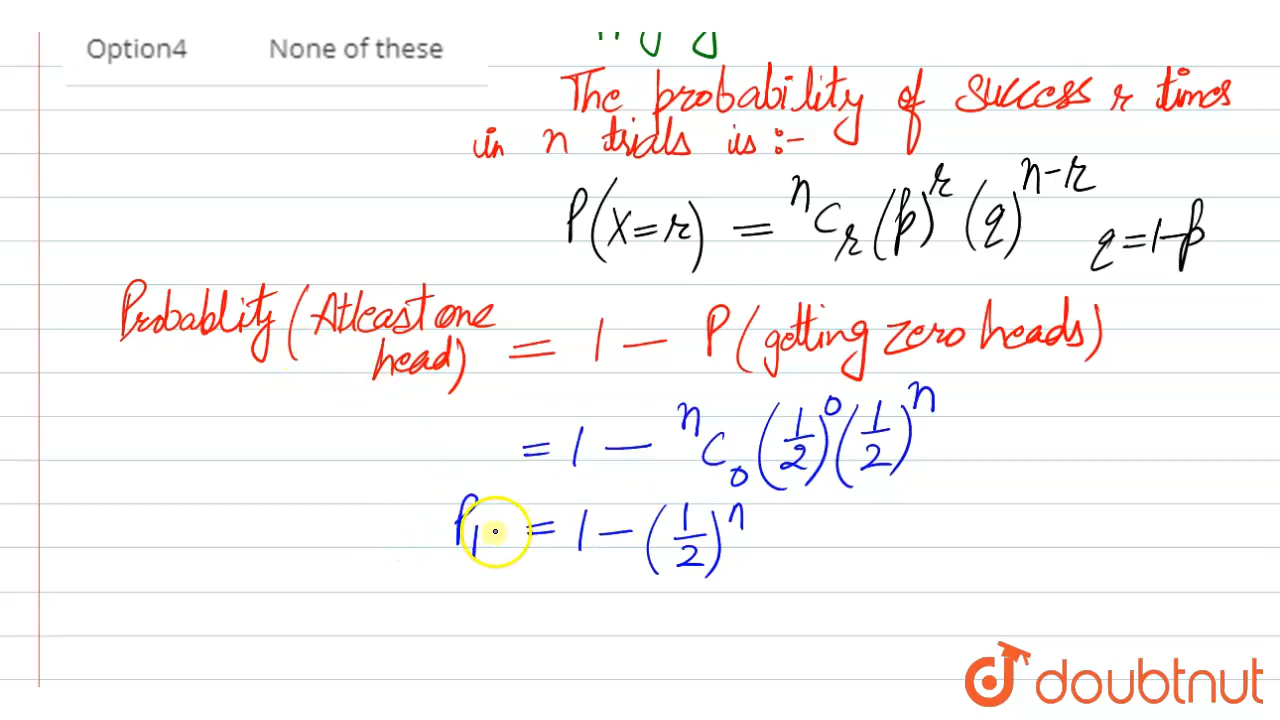 Option4 None of these
The probability of success r times
in n trials is :-
P(X=r) = ⁿCᵣ (p)ʳ (q)ⁿ⁻ʳ q=1-p
Probablity (Atleast one
head) = 1 - P (getting zero heads)
= 1 - ⁿC₀ (1/2)⁰ (1/2)ⁿ
P₁ = 1 - (1/2)ⁿ
doubtnut